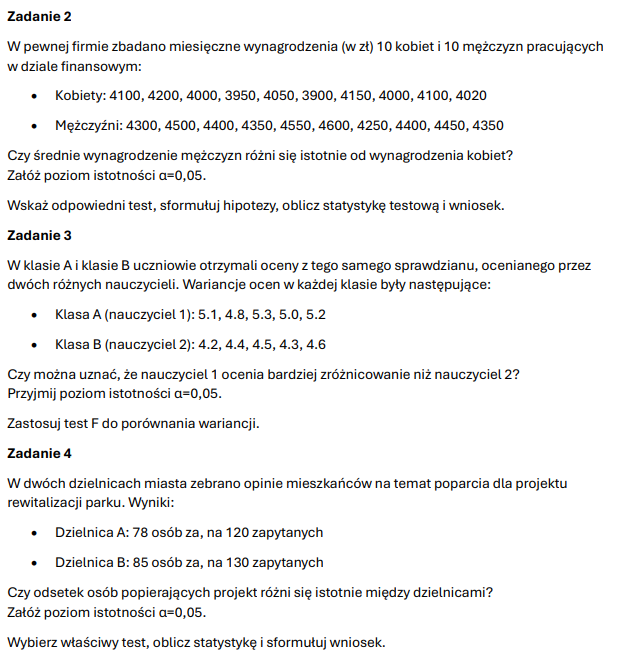 Zadanie 2
W pewnej firmie zbadano miesięczne wynagrodzenia (w zł) 10 kobiet i 10 mężczyzn pracujących
w dziale finansowym:
• Kobiety: 4100, 4200, 4000, 3950, 4050, 3900, 4150, 4000, 4100, 4020
• Mężczyźni: 4300, 4500, 4400, 4350, 4550, 4600, 4250, 4400, 4450, 4350
Czy średnie wynagrodzenie mężczyzn różni się istotnie od wynagrodzenia kobiet?
Załóż poziom istotności α=0,05.
Wskaż odpowiedni test, sformułuj hipotezy, oblicz statystykę testową i wniosek.
Zadanie 3
W klasie A i klasie B uczniowie otrzymali oceny z tego samego sprawdzianu, ocenianego przez
dwóch różnych nauczycieli. Wariancje ocen w każdej klasie były następujące:
• Klasa A (nauczyciel 1): 5.1, 4.8, 5.3, 5.0, 5.2
• Klasa B (nauczyciel 2): 4.2, 4.4, 4.5, 4.3, 4.6
Czy można uznać, że nauczyciel 1 ocenia bardziej zróżnicowanie niż nauczyciel 2?
Przyjmij poziom istotności α=0,05.
Zastosuj test F do porównania wariancji.
Zadanie 4
W dwóch dzielnicach miasta zebrano opinie mieszkańców na temat poparcia dla projektu
rewitalizacji parku. Wyniki:
• Dzielnica A: 78 osób za, na 120 zapytanych
• Dzielnica B: 85 osób za, na 130 zapytanych
Czy odsetek osób popierających projekt różni się istotnie między dzielnicami?
Załóż poziom istotności α=0,05.
Wybierz właściwy test, oblicz statystykę i sformułuj wniosek.